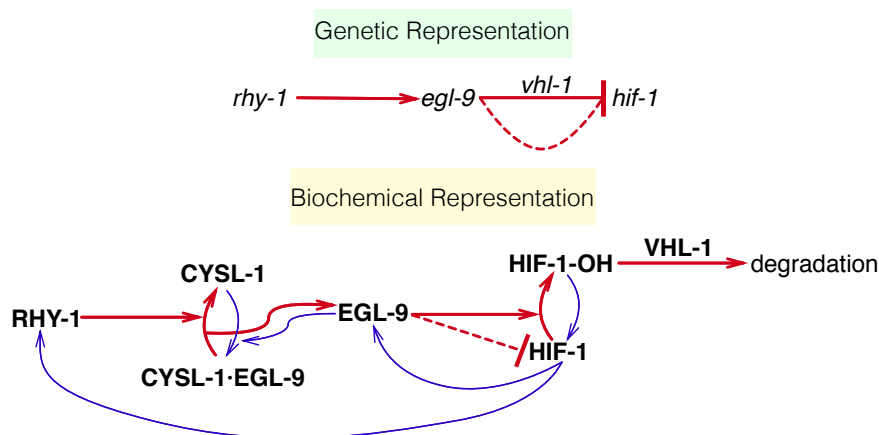 Genetic Representation
rhy-1 egl-9 vhl-1 hif-1
Biochemical Representation
CYSL-1 HIF-1-OH VHL-1 degradation
RHY-1 EGL-9
CYSL-1·EGL-9 HIF-1